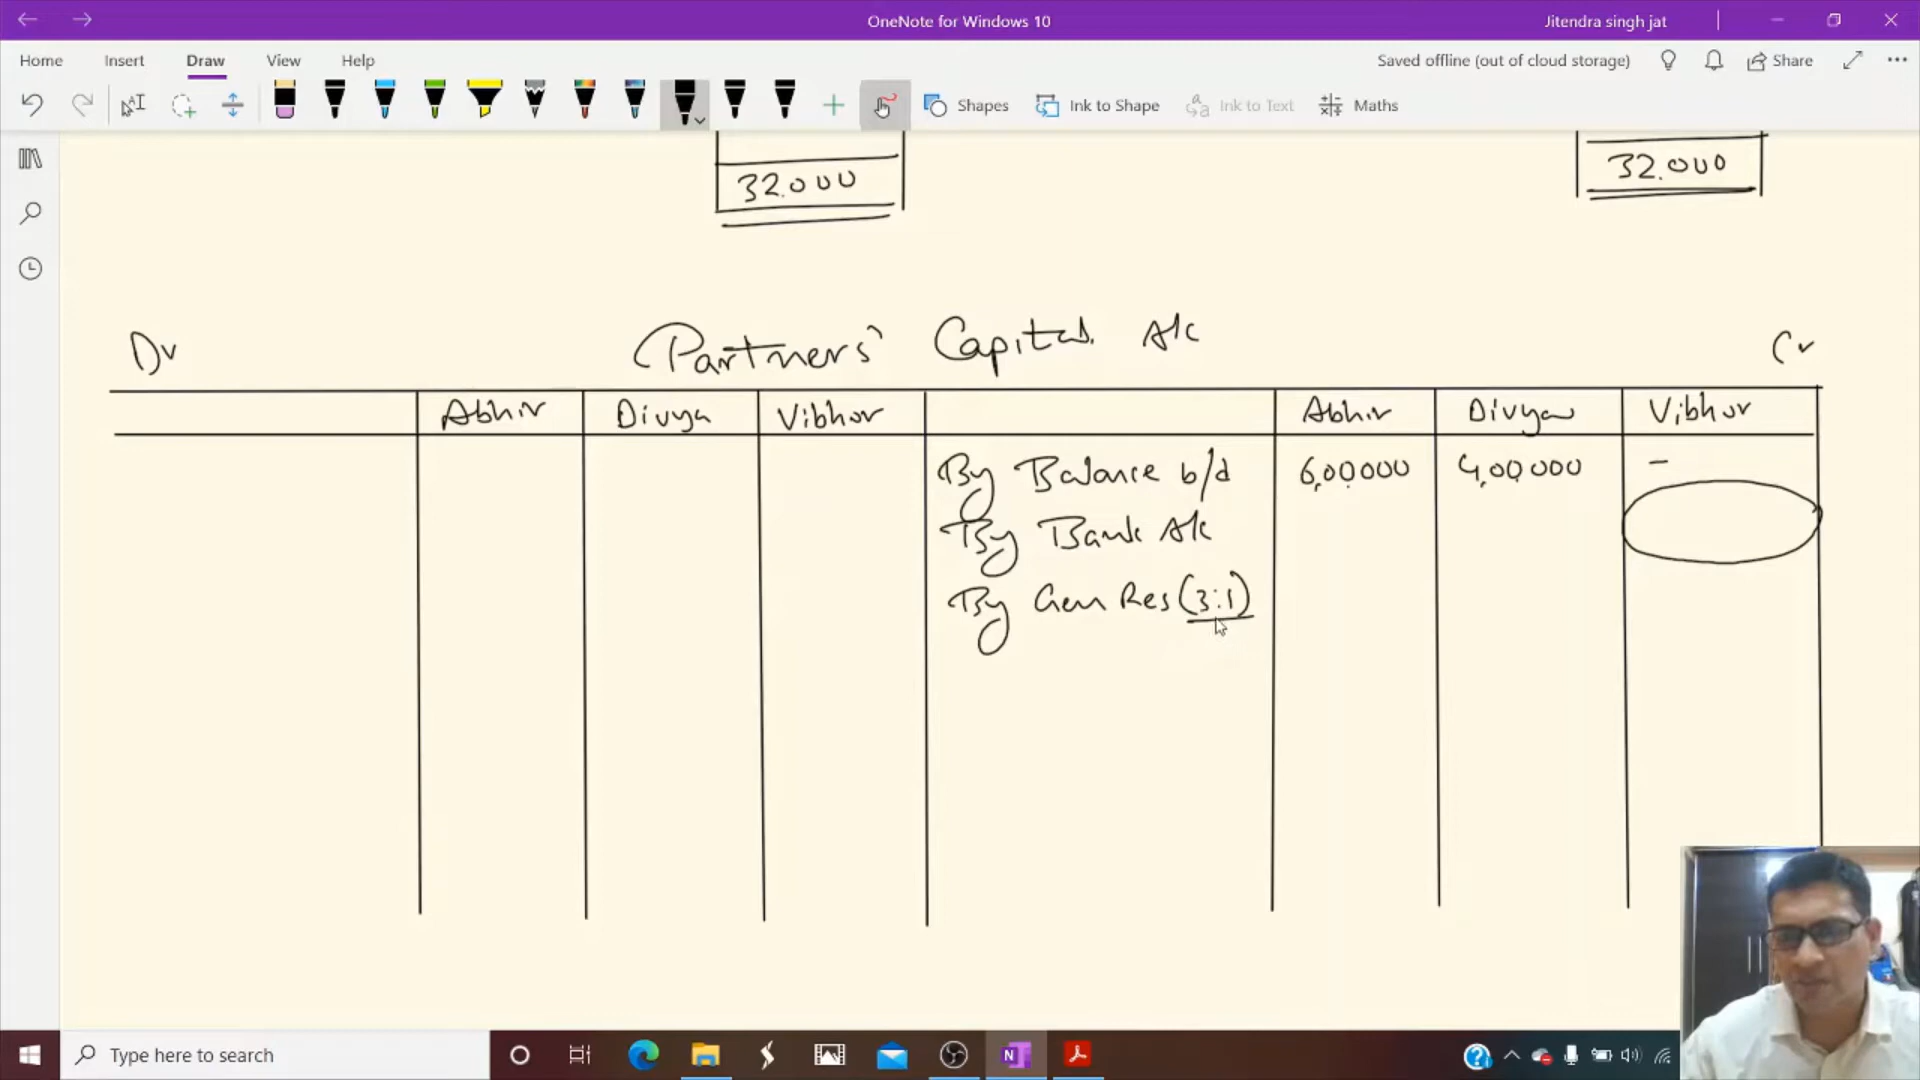 OneNote for Windows 10
Jitendra singh jat
Home Insert Draw View Help
Saved offline (out of cloud storage)
Share
Shapes
Ink to Shape
Ink to Text
Maths
32.000
32.000
Dr
Partners' Capital A/c
Cr
Abhir Divya Vibhor Abhir Divya Vibhor
By Balance b/d 6,00,000 4,00,000 -
By Bank A/c
By Gen Res (3:1)
Type here to search